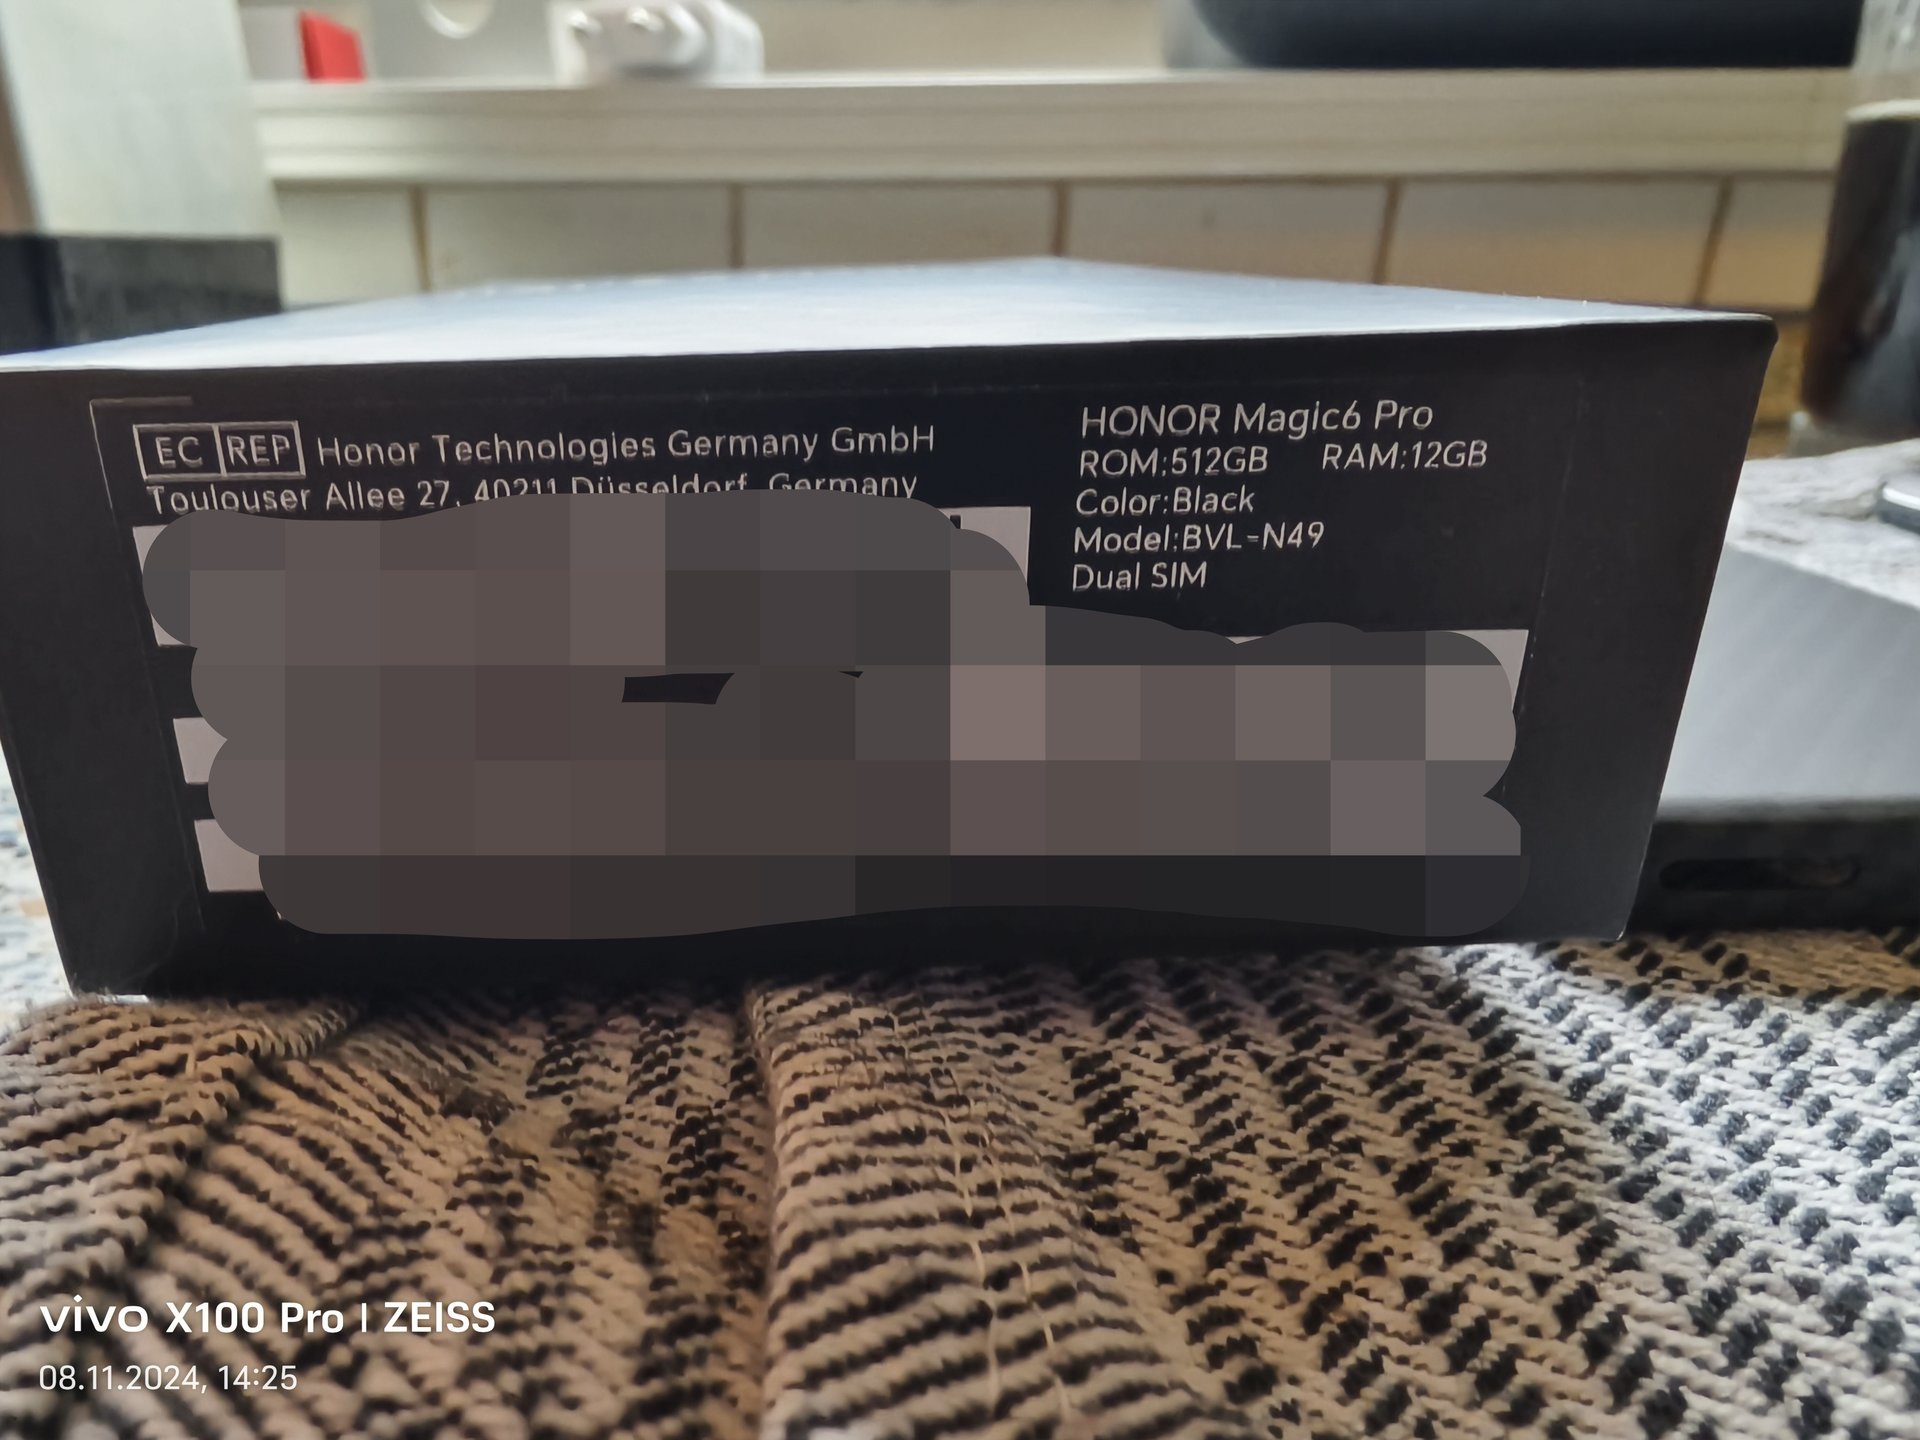 EC REP Honor Technologies Germany GmbH
Toulouser Allee 27, 40211 Düsseldorf, Germany
HONOR Magic6 Pro
ROM:512GB RAM:12GB
Color:Black
Model:BVL-N49
Dual SIM
vivo X100 Pro | ZEISS
08.11.2024, 14:25